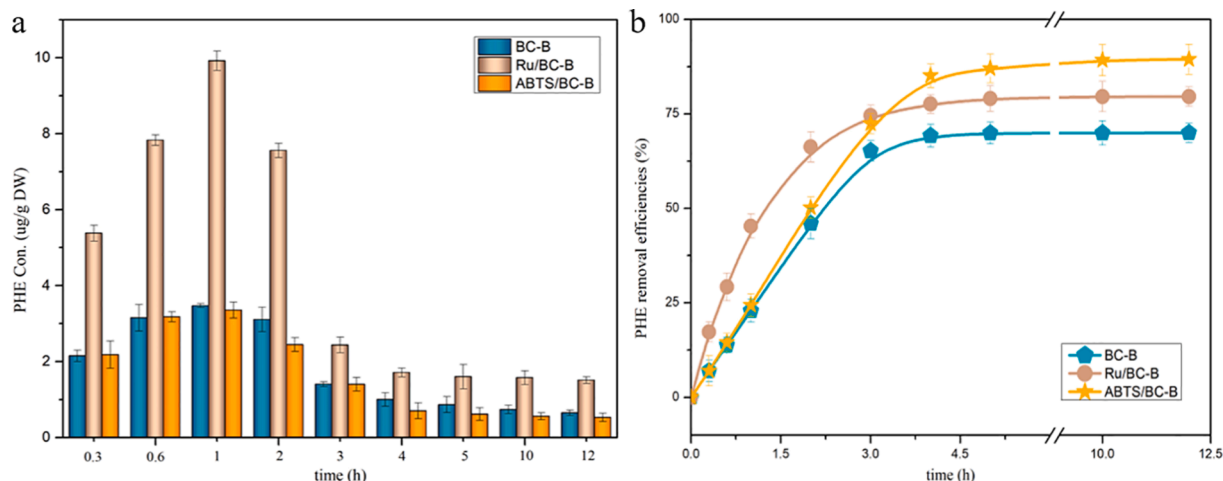 a
PHE Con. (ug/g DW)
10
8
6
4
2
0
BC-B
Ru/BC-B
ABTS/BC-B
0.3 0.6 1 2 3 4 5 10 12
time (h)
b
PHE removal efficiencies (%)
100
75
50
25
0
BC-B
Ru/BC-B
ABTS/BC-B
0.0 1.5 3.0 4.5 10.0 12.5
time (h)